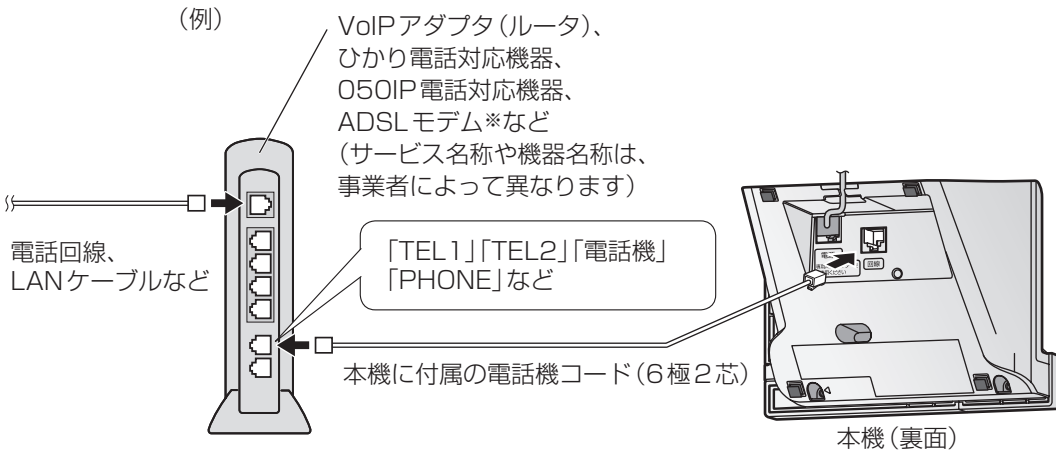 （例）
VoIPアダプタ（ルータ）、
ひかり電話対応機器、
050IP電話対応機器、
ADSLモデム※など
（サービス名称や機器名称は、
事業者によって異なります）
電話回線、
LANケーブルなど
「TEL1」「TEL2」「電話機」
「PHONE」など
回線
本機に付属の電話機コード（6極2芯）
本機（裏面）